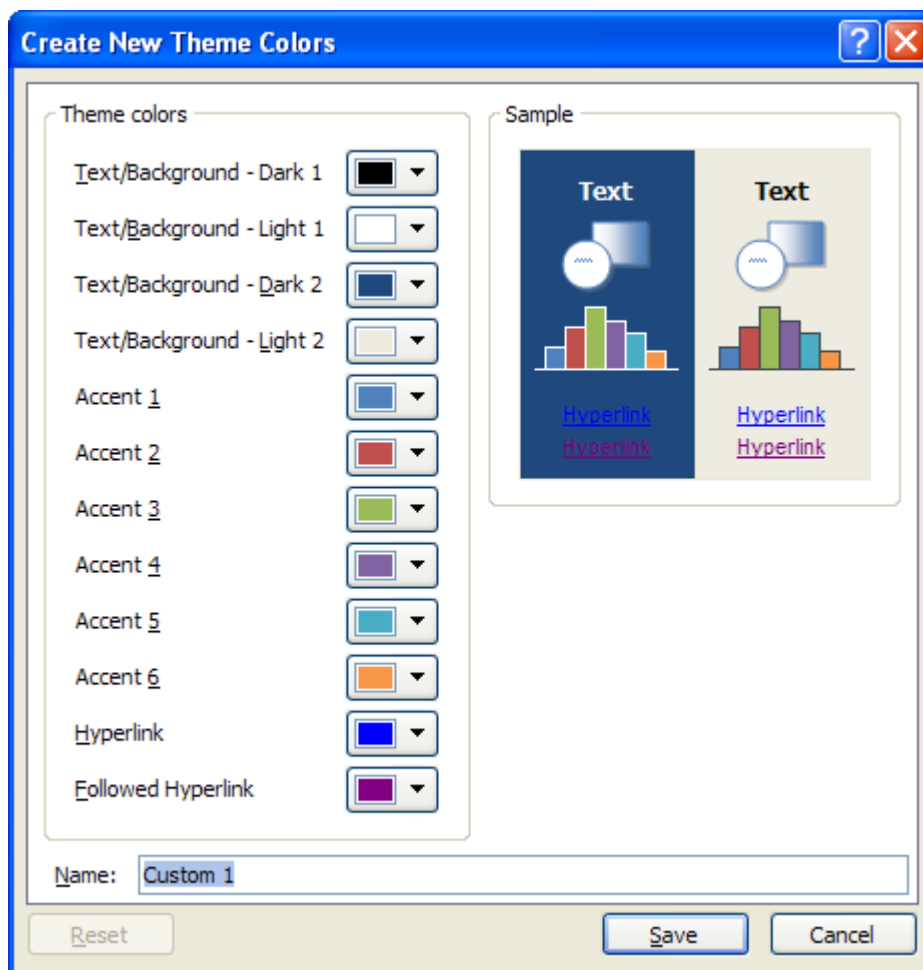 Create New Theme Colors
Theme colors
Text/Background - Dark 1
Text/Background - Light 1
Text/Background - Dark 2
Text/Background - Light 2
Accent 1
Accent 2
Accent 3
Accent 4
Accent 5
Accent 6
Hyperlink
Followed Hyperlink
Sample
Text
Hyperlink
Hyperlink
Text
Hyperlink
Hyperlink
Name: Custom 1
Reset Save Cancel